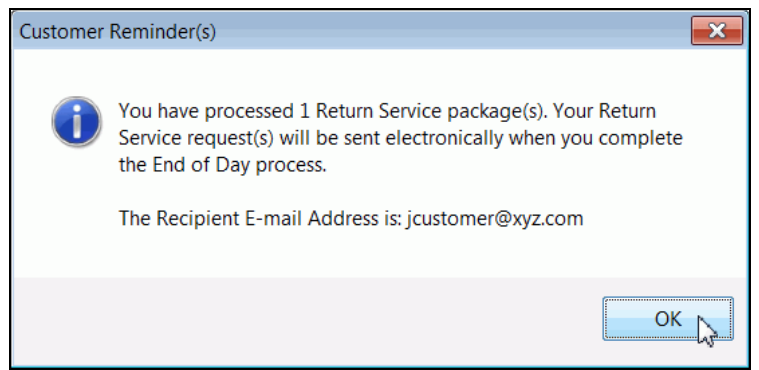 Customer Reminder(s)
You have processed 1 Return Service package(s). Your Return
Service request(s) will be sent electronically when you complete
the End of Day process.
The Recipient E-mail Address is: jcustomer@xyz.com
OK